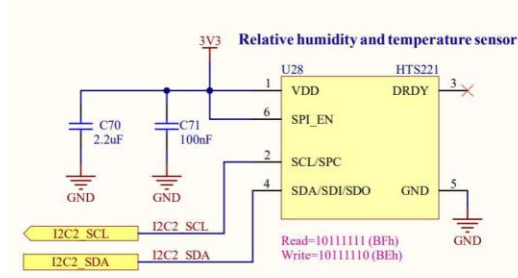 3V3
Relative humidity and temperature sensor
U28
HTS221
1
VDD
DRDY
3
6
SPI_EN
C70
2.2uF
C71
100nF
2
SCL/SPC
4
SDA/SDI/SDO
GND
5
GND
GND
GND
I2C2_SCL
I2C2_SCL
I2C2_SDA
I2C2_SDA
Read=10111111 (BFh)
Write=10111110 (BEh)